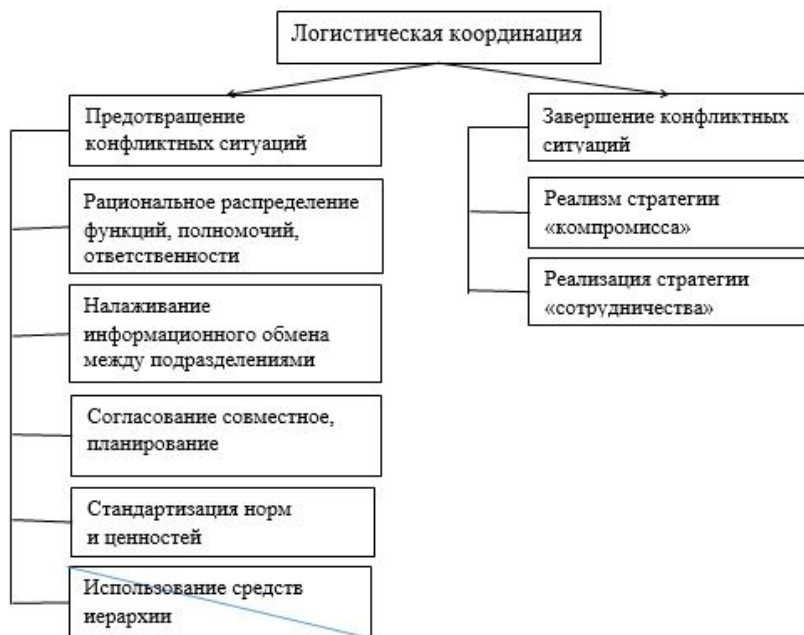 Логистическая координация
Предотвращение
конфликтных ситуаций
Рациональное распределение
функций, полномочий,
ответственности
Налаживание
информационного обмена
между подразделениями
Согласование совместное,
планирование
Стандартизация норм
и ценностей
Использование средств
иерархии
Завершение конфликтных
ситуаций
Реализм стратегии
«компромисса»
Реализация стратегии
«сотрудничества»